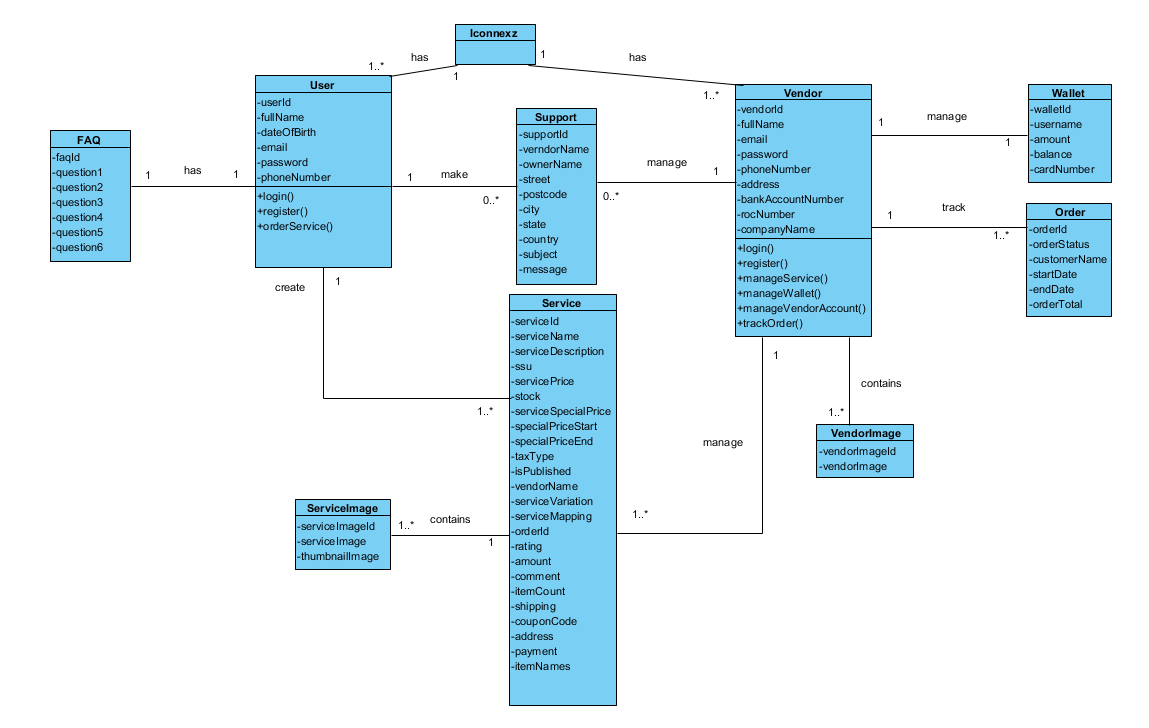 Iconnexz
has
1
1..*
1
has
1..*
User
-userId
-fullName
-dateOfBirth
-email
-password
-phoneNumber
+login()
+register()
+orderService()
FAQ
-faqId
-question1
-question2
-question3
-question4
-question5
-question6
1
has
1
Support
-supportId
-verndorName
-ownerName
-street
-postcode
-city
-state
-country
-subject
-message
1
make
0..*
manage
0..*
1
Vendor
-vendorId
-fullName
-email
-password
-phoneNumber
-address
-bankAccountNumber
-rocNumber
-companyName
+login()
+register()
+manageService()
+manageWallet()
+manageVendorAccount()
+trackOrder()
1
manage
1
Wallet
-walletId
-username
-amount
-balance
-cardNumber
1
track
1..*
Order
-orderId
-orderStatus
-customerName
-startDate
-endDate
-orderTotal
create
1
1..*
Service
-serviceId
-serviceName
-serviceDescription
-ssu
-servicePrice
-stock
-serviceSpecialPrice
-specialPriceStart
-specialPriceEnd
-taxType
-isPublished
-vendorName
-serviceVariation
-serviceMapping
-orderId
-rating
-amount
-comment
-itemCount
-shipping
-couponCode
-address
-payment
-itemNames
1
manage
1..*
contains
1..*
VendorImage
-vendorImageId
-vendorImage
ServiceImage
-serviceImageId
-serviceImage
-thumbnailImage
1..*
contains
1